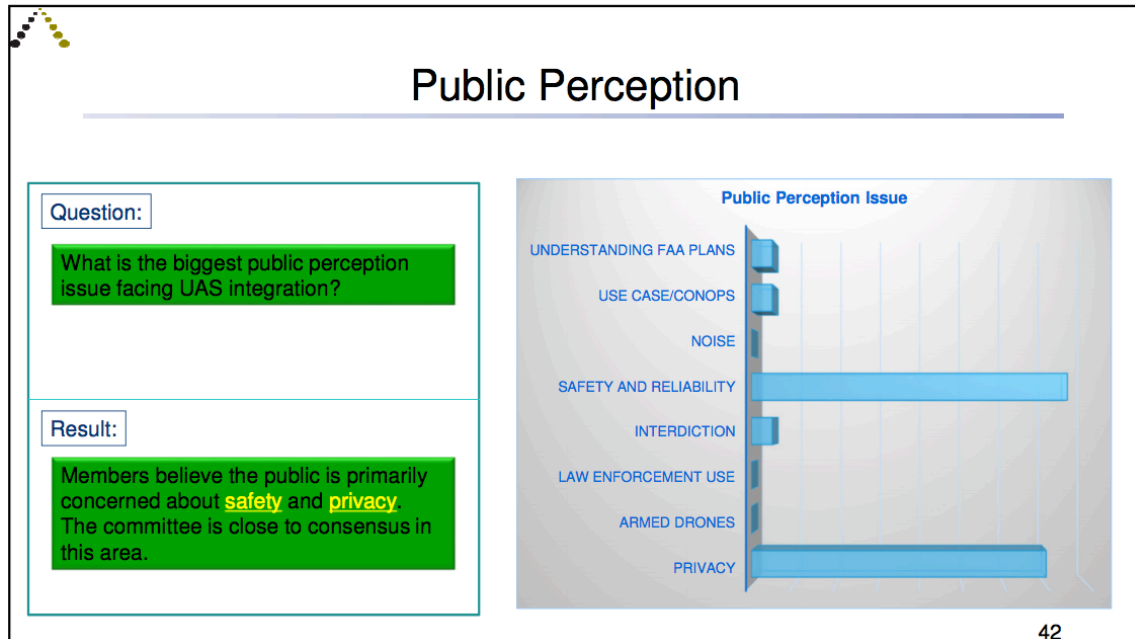 Public Perception
Question:
What is the biggest public perception
issue facing UAS integration?
Result:
Members believe the public is primarily
concerned about safety and privacy.
The committee is close to consensus in
this area.
Public Perception Issue
UNDERSTANDING FAA PLANS
USE CASE/CONOPS
NOISE
SAFETY AND RELIABILITY
INTERDICTION
LAW ENFORCEMENT USE
ARMED DRONES
PRIVACY
42